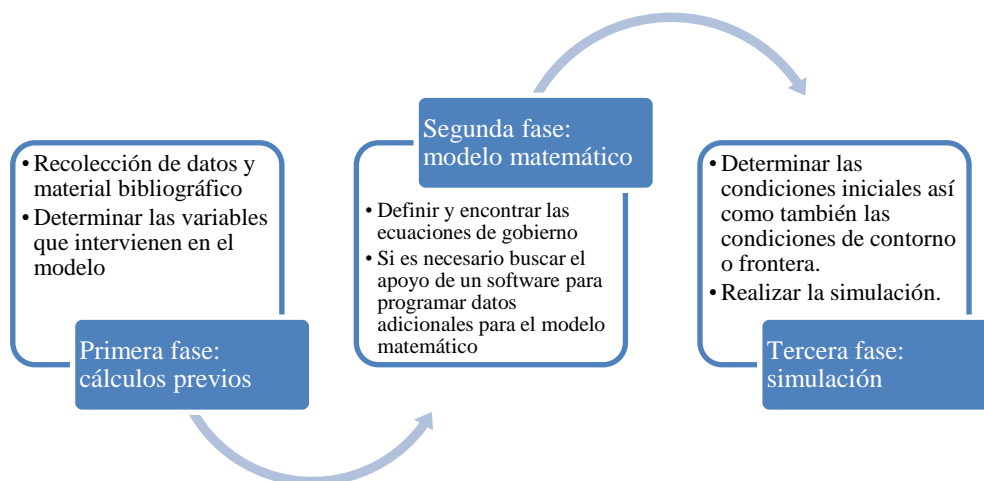 • Recolección de datos y
material bibliográfico
• Determinar las variables
que intervienen en el
modelo
Primera fase:
cálculos previos
Segunda fase:
modelo matemático
• Definir y encontrar las
ecuaciones de gobierno
• Si es necesario buscar el
apoyo de un software para
programar datos
adicionales para el modelo
matemático
• Determinar las
condiciones iniciales así
como también las
condiciones de contorno
o frontera.
• Realizar la simulación.
Tercera fase:
simulación